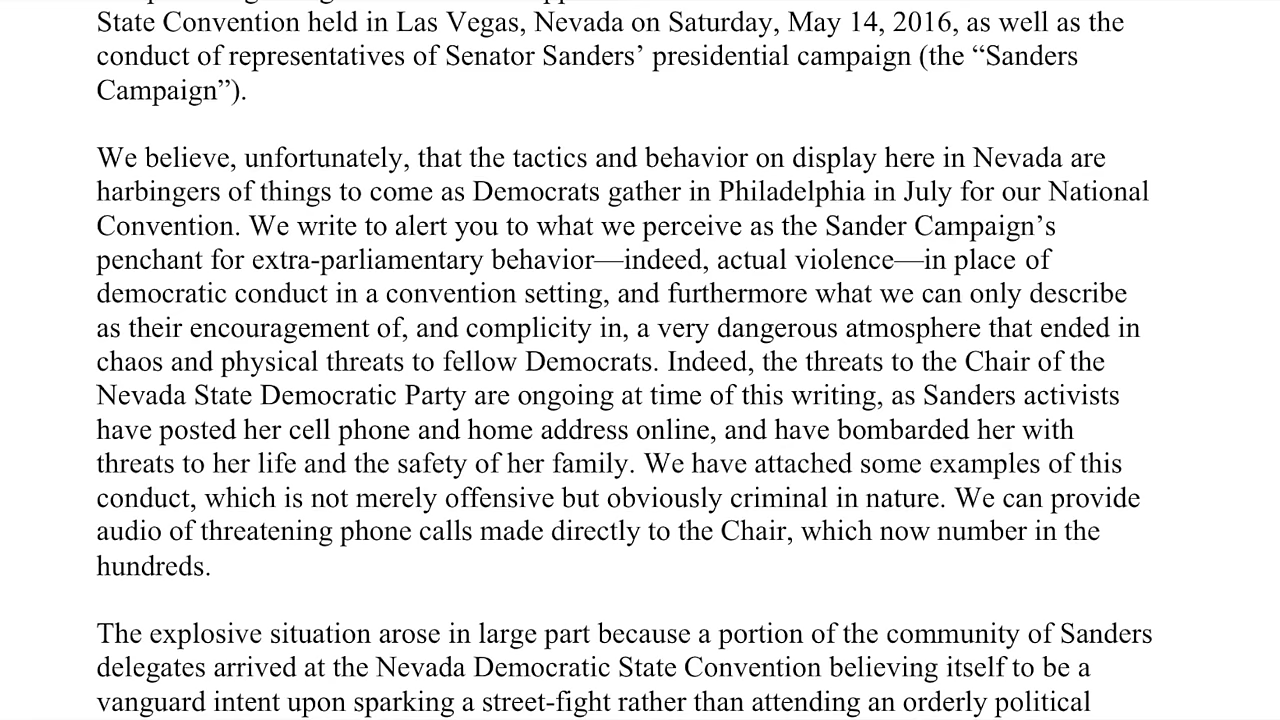 State Convention held in Las Vegas, Nevada on Saturday, May 14, 2016, as well as the
conduct of representatives of Senator Sanders’ presidential campaign (the “Sanders
Campaign”).
We believe, unfortunately, that the tactics and behavior on display here in Nevada are
harbingers of things to come as Democrats gather in Philadelphia in July for our National
Convention. We write to alert you to what we perceive as the Sander Campaign’s
penchant for extra-parliamentary behavior—indeed, actual violence—in place of
democratic conduct in a convention setting, and furthermore what we can only describe
as their encouragement of, and complicity in, a very dangerous atmosphere that ended in
chaos and physical threats to fellow Democrats. Indeed, the threats to the Chair of the
Nevada State Democratic Party are ongoing at time of this writing, as Sanders activists
have posted her cell phone and home address online, and have bombarded her with
threats to her life and the safety of her family. We have attached some examples of this
conduct, which is not merely offensive but obviously criminal in nature. We can provide
audio of threatening phone calls made directly to the Chair, which now number in the
hundreds.
The explosive situation arose in large part because a portion of the community of Sanders
delegates arrived at the Nevada Democratic State Convention believing itself to be a
vanguard intent upon sparking a street-fight rather than attending an orderly political